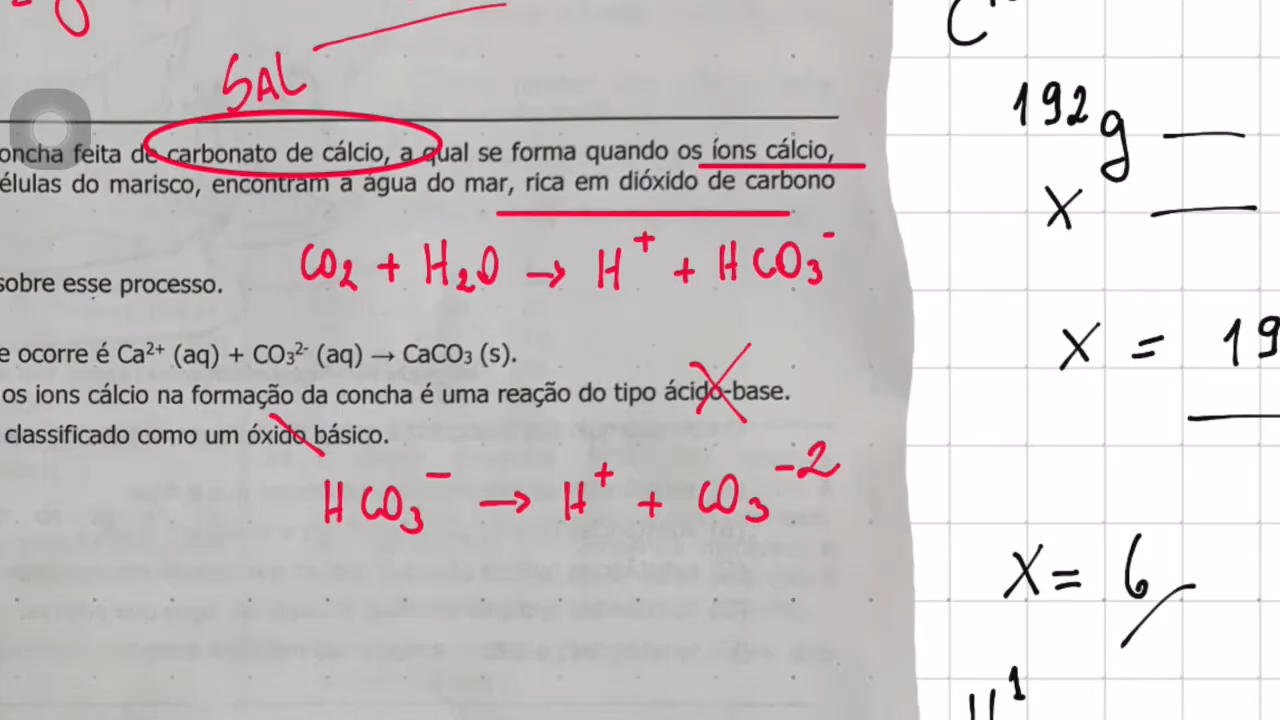 SAL
oncha feita de carbonato de cálcio, a qual se forma quando os íons cálcio,
élulas do marisco, encontram a água do mar, rica em dióxido de carbono
CO₂ + H₂O → H⁺ + HCO₃⁻
sobre esse processo.
e ocorre é Ca²⁺ (aq) + CO₃²⁻ (aq) → CaCO₃ (s).
os ions cálcio na formação da concha é uma reação do tipo ácido-base.
classificado como um óxido básico.
HCO₃⁻ → H⁺ + CO₃⁻²
C
192g
X
X = 19
X = 6
H¹